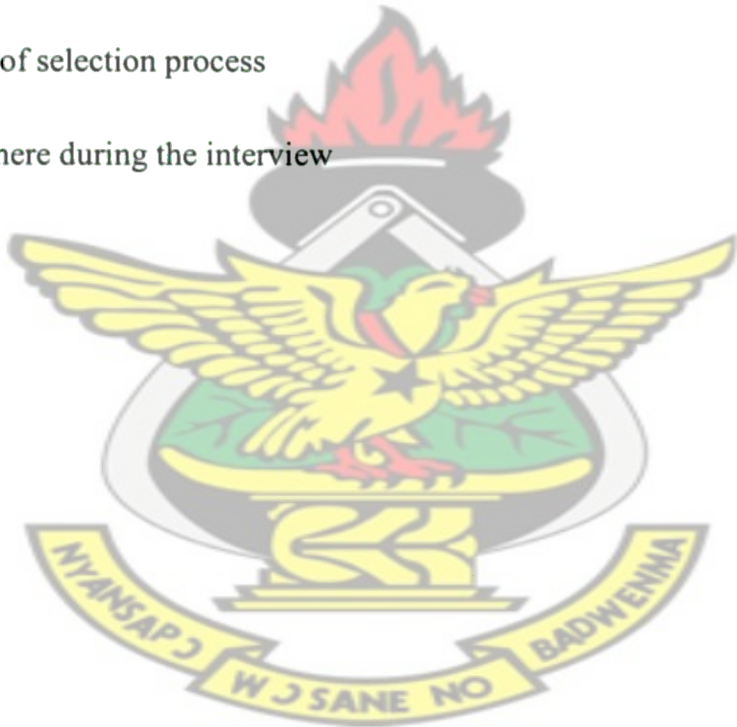 of selection process
here during the interview
NYANSAPƆ
WƆSANE NO
BADWENMA